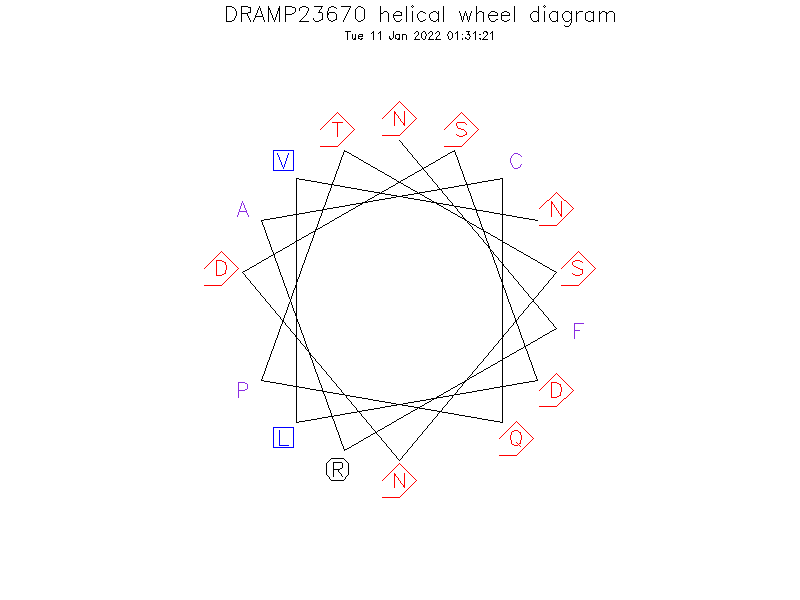 DRAMP23670 helical wheel diagram
Tue 11 Jan 2022 01:31:21
N
T
S
V
C
A
N
D
S
F
P
D
L
Q
R
N